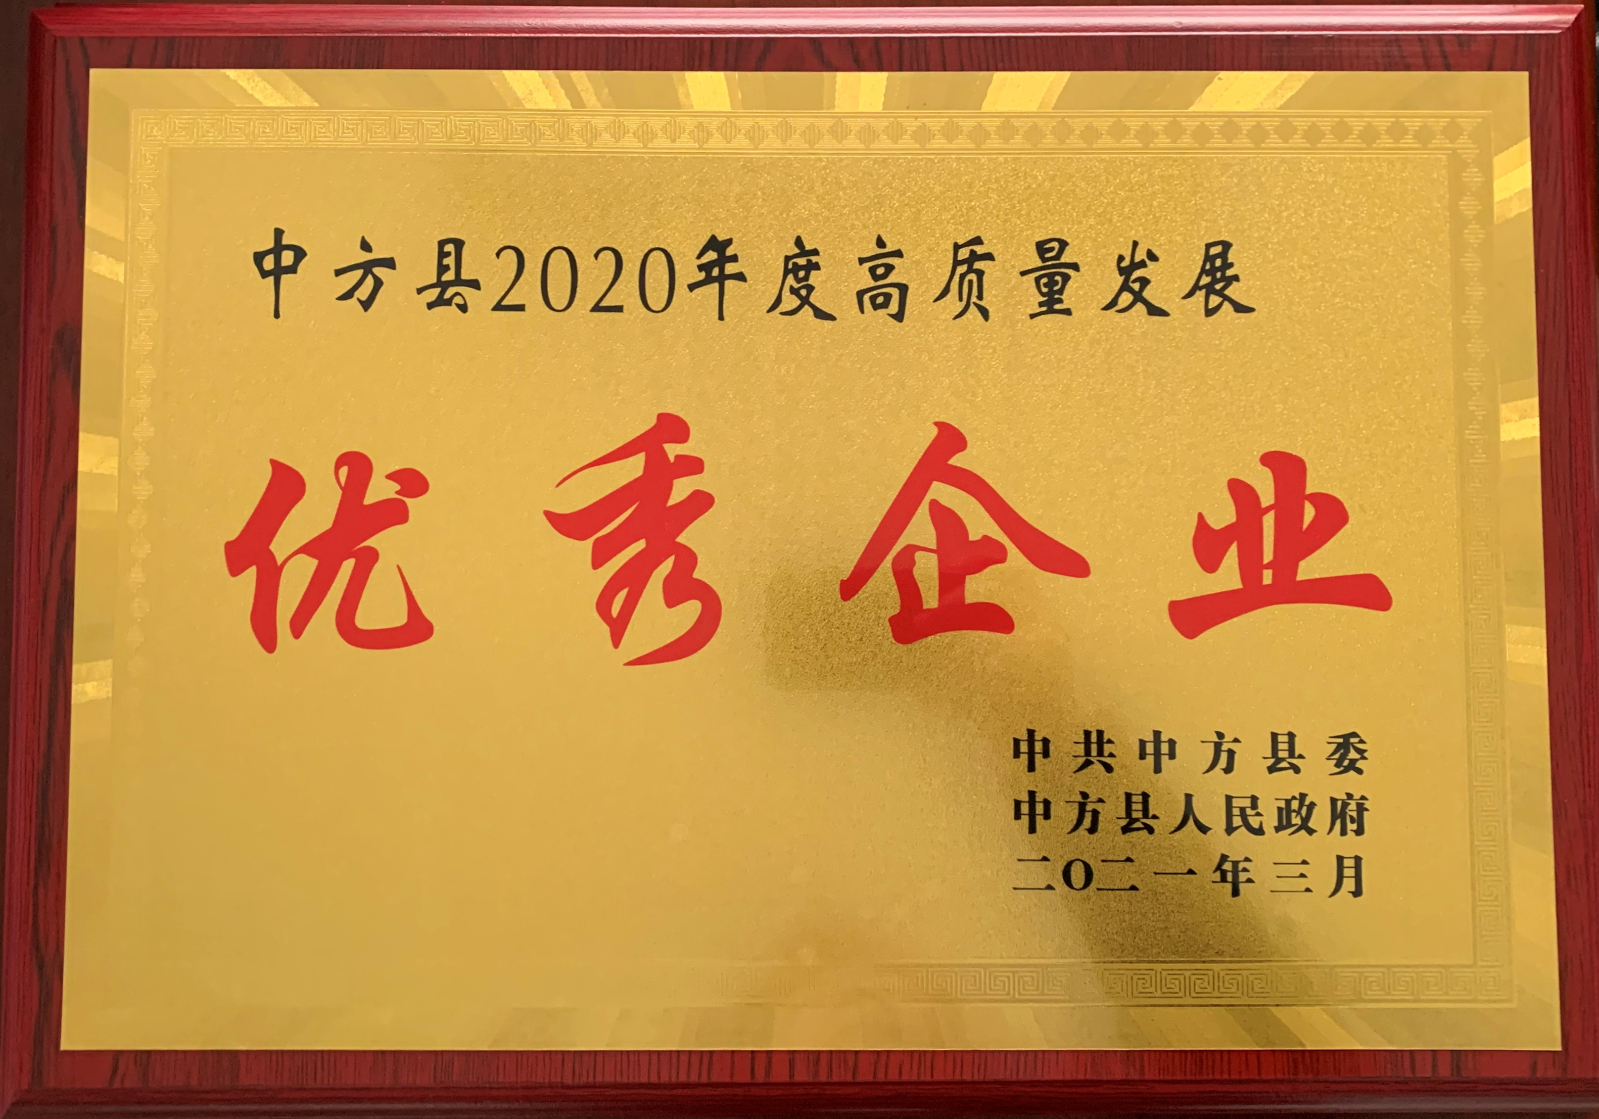 中方县2020年度高质量发展
优秀企业
中共中方县委
中方县人民政府
二O二一年三月